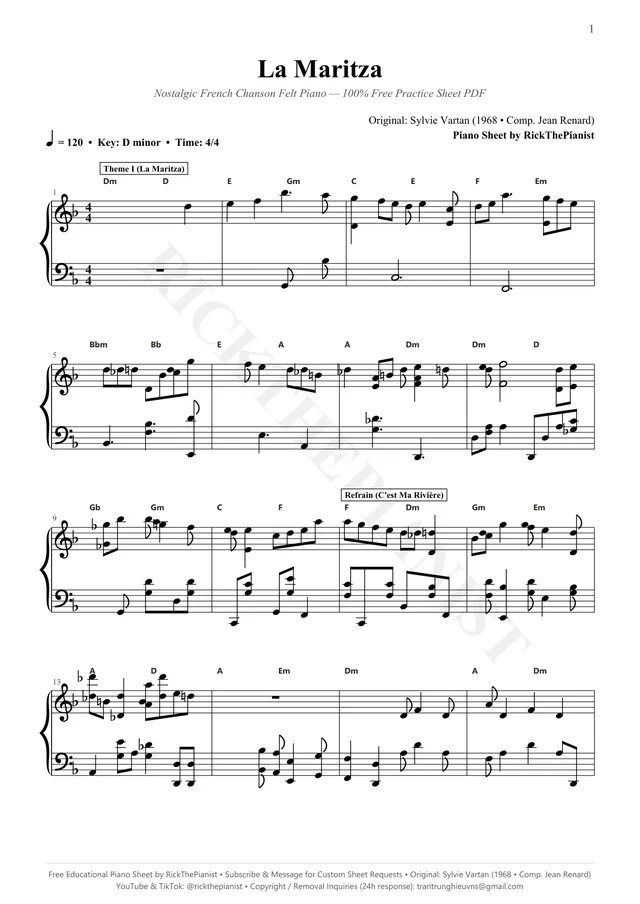 1
La Maritza
Nostalgic French Chanson Felt Piano — 100% Free Practice Sheet PDF
Original: Sylvie Vartan (1968 • Comp. Jean Renard)
Piano Sheet by RickThePianist
= 120 • Key: D minor • Time: 4/4
Theme I (La Maritza)
Dm D E Gm C E F Em
1
Bbm Bb E A A Dm Dm D
5
Refrain (C'est Ma Rivière)
Gb Gm C F F Dm Gm Em
9
A D A Em Dm A Dm
13
RICKTHEPIANIST
Free Educational Piano Sheet by RickThePianist • Subscribe & Message for Custom Sheet Requests • Original: Sylvie Vartan (1968 • Comp. Jean Renard)
YouTube & TikTok: @rickthepianist • Copyright / Removal Inquiries (24h response): trantrunghieuvns@gmail.com